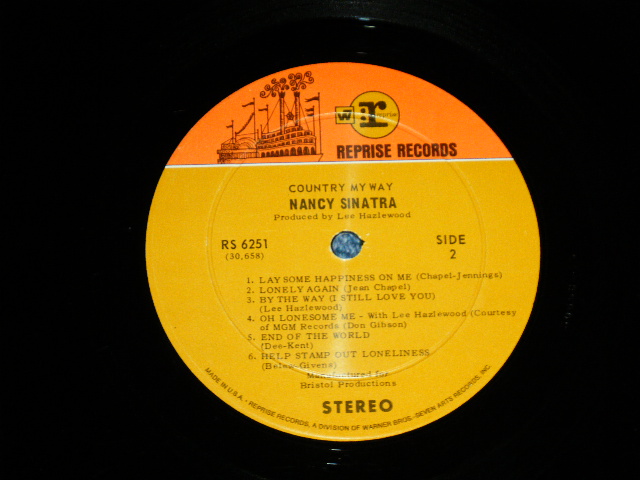 W
r
REPRISE RECORDS
COUNTRY MY WAY
NANCY SINATRA
Produced by Lee Hazlewood
RS 6251
(30,658)
SIDE
2
1. LAY SOME HAPPINESS ON ME (Chapel-Jennings)
2. LONELY AGAIN (Jean Chapel)
3. BY THE WAY (I STILL LOVE YOU)
(Lee Hazlewood)
4. OH LONESOME ME - With Lee Hazlewood (Courtesy
of MGM Records (Don Gibson)
5. END OF THE WORLD
(Dee-Kent)
6. HELP STAMP OUT LONELINESS
(Belew-Givens)
Manufactured for
Bristol Productions
STEREO
MADE IN U.S.A. - REPRISE RECORDS, A DIVISION OF WARNER BROS.-SEVEN ARTS RECORDS, INC.